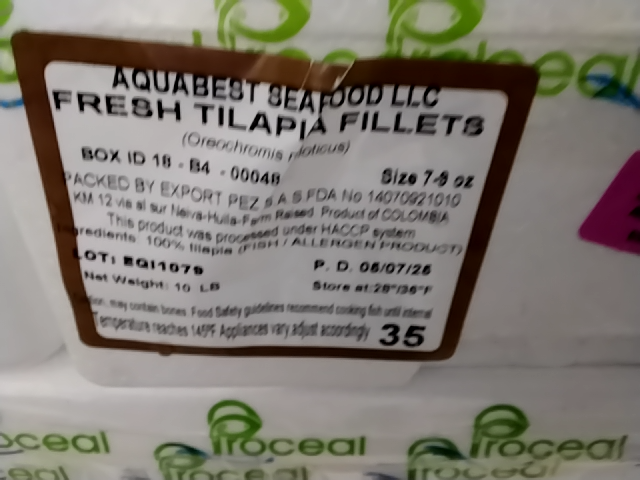 AQUABEST SEAFOOD LLC
FRESH TILAPIA FILLETS
(Oreochromis niloticus)
BOX ID 18 - B4 - 00048
Size 7-9 oz
PACKED BY EXPORT PEZ S.A.S.FDA No 14070921010
KM 12 via al sur Neiva-Huila-Farm Raised. Product of COLOMBIA
This product was processed under HACCP system
ngrediente 100% tilapia (FISH / ALLERGEN PRODUCT)
LOT: EQI1079
P. D. 05/07/25
Net Weight: 10 LB
Store at:28°/36°F
may contain bones. Food Safety guidelines recommend cooking fish until internal
Temperature reaches 145°F Appliances vary adjust accordingly
35
Proceal
oceal
Proceal
Proceal